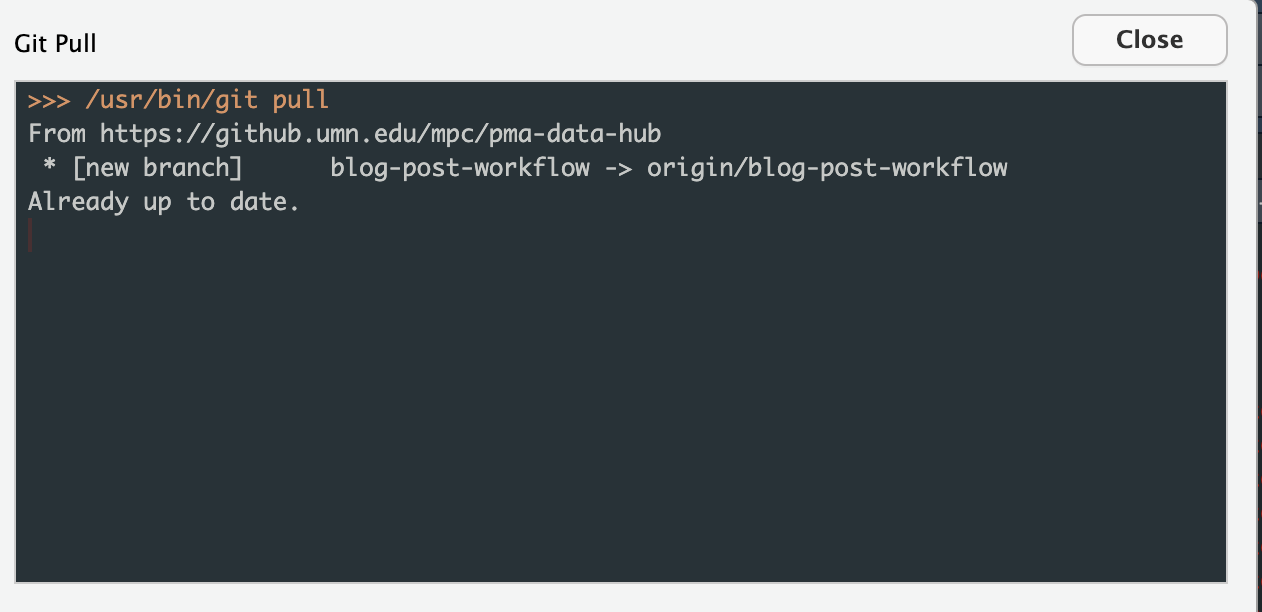 Git Pull
Close
>>> /usr/bin/git pull
From https://github.umn.edu/mpc/pma-data-hub
 * [new branch]      blog-post-workflow -> origin/blog-post-workflow
Already up to date.